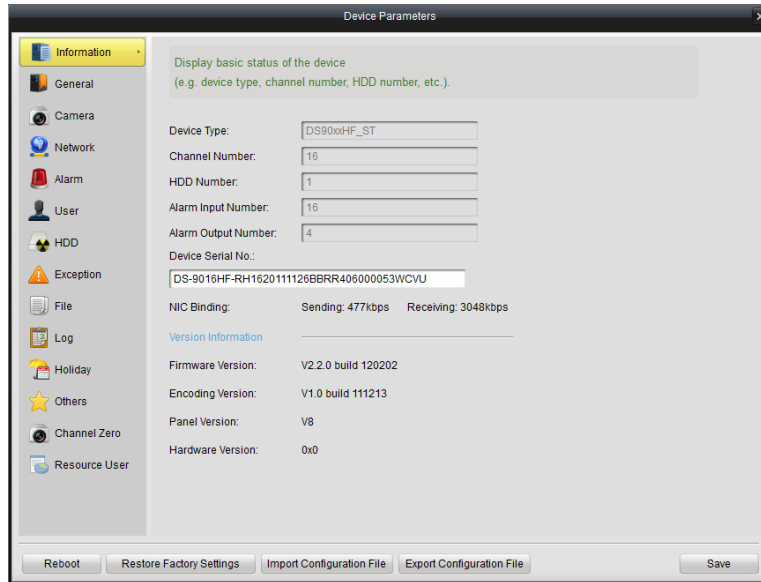 Device Parameters
Information
General
Camera
Network
Alarm
User
HDD
Exception
File
Log
Holiday
Others
Channel Zero
Resource User
Display basic status of the device
(e.g. device type, channel number, HDD number, etc.).
Device Type: DS90xxHF_ST
Channel Number: 16
HDD Number: 1
Alarm Input Number: 16
Alarm Output Number: 4
Device Serial No.:
DS-9016HF-RH1620111126BBRR406000053WCVU
NIC Binding: Sending: 477kbps Receiving: 3048kbps
Version Information
Firmware Version: V2.2.0 build 120202
Encoding Version: V1.0 build 111213
Panel Version: V8
Hardware Version: 0x0
Reboot Restore Factory Settings Import Configuration File Export Configuration File Save